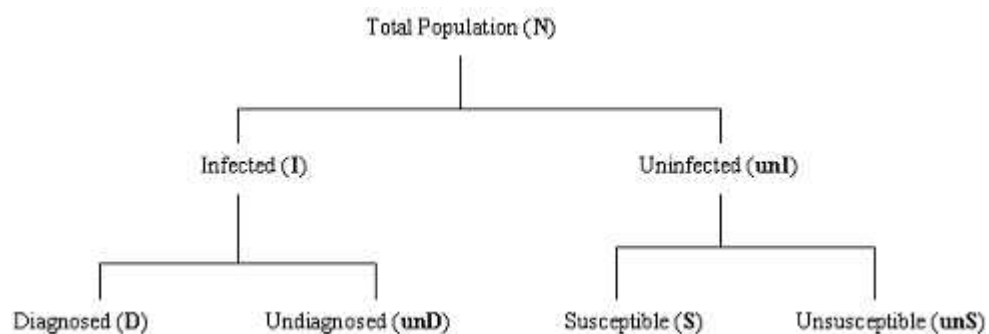 Total Population (N)
Infected (I)
Uninfected (unI)
Diagnosed (D)
Undiagnosed (unD)
Susceptible (S)
Unsusceptible (unS)